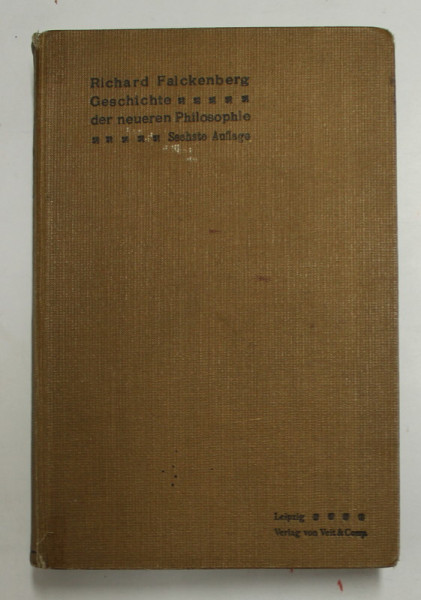 Richard Falckenberg
Geschichte
der neueren Philosophie
Sechste Auflage
Leipzig
Verlag von Veit & Comp.